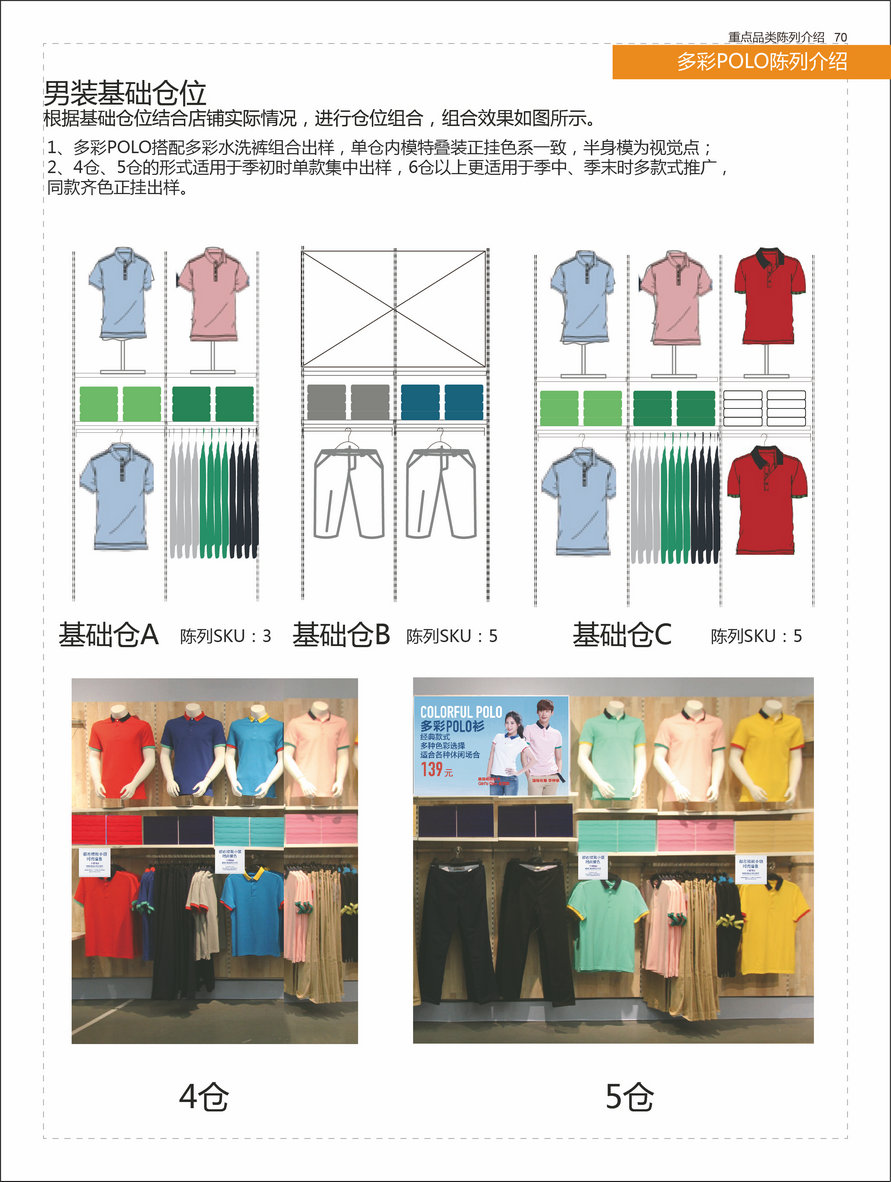 重点品类陈列介绍 70
多彩POLO陈列介绍
男装基础仓位
根据基础仓位结合店铺实际情况，进行仓位组合，组合效果如图所示。
1、多彩POLO搭配多彩水洗裤组合出样，单仓内模特叠装正挂色系一致，半身模为视觉点；
2、4仓、5仓的形式适用于季初时单款集中出样，6仓以上更适用于季中、季末时多款式推广，
同款齐色正挂出样。
基础仓A 陈列SKU：3 基础仓B 陈列SKU：5 基础仓C 陈列SKU：5
COLORFUL POLO
多彩POLO衫
经典款式
多种色彩选择
适合各种休闲场合
139元
4仓 5仓